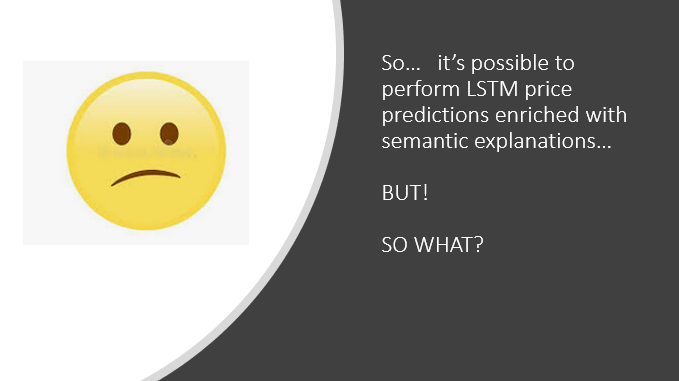 So... it's possible to
perform LSTM price
predictions enriched with
semantic explanations...
BUT!
SO WHAT?